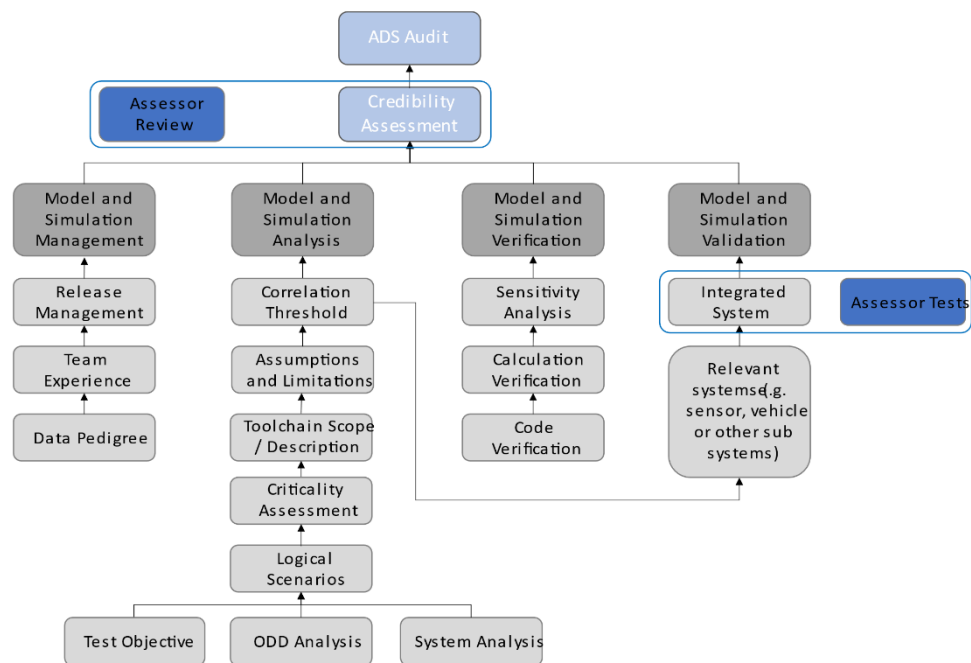 ADS Audit
Assessor
Review
Credibility
Assessment
Model and
Simulation
Management
Model and
Simulation
Analysis
Model and
Simulation
Verification
Model and
Simulation
Validation
Release
Management
Correlation
Threshold
Sensitivity
Analysis
Integrated
System
Assessor Tests
Team
Experience
Assumptions
and Limitations
Calculation
Verification
Relevant
systemse(.g.
sensor, vehicle
or other sub
systems)
Data Pedigree
Toolchain Scope
/ Description
Code
Verification
Criticality
Assessment
Logical
Scenarios
Test Objective
ODD Analysis
System Analysis